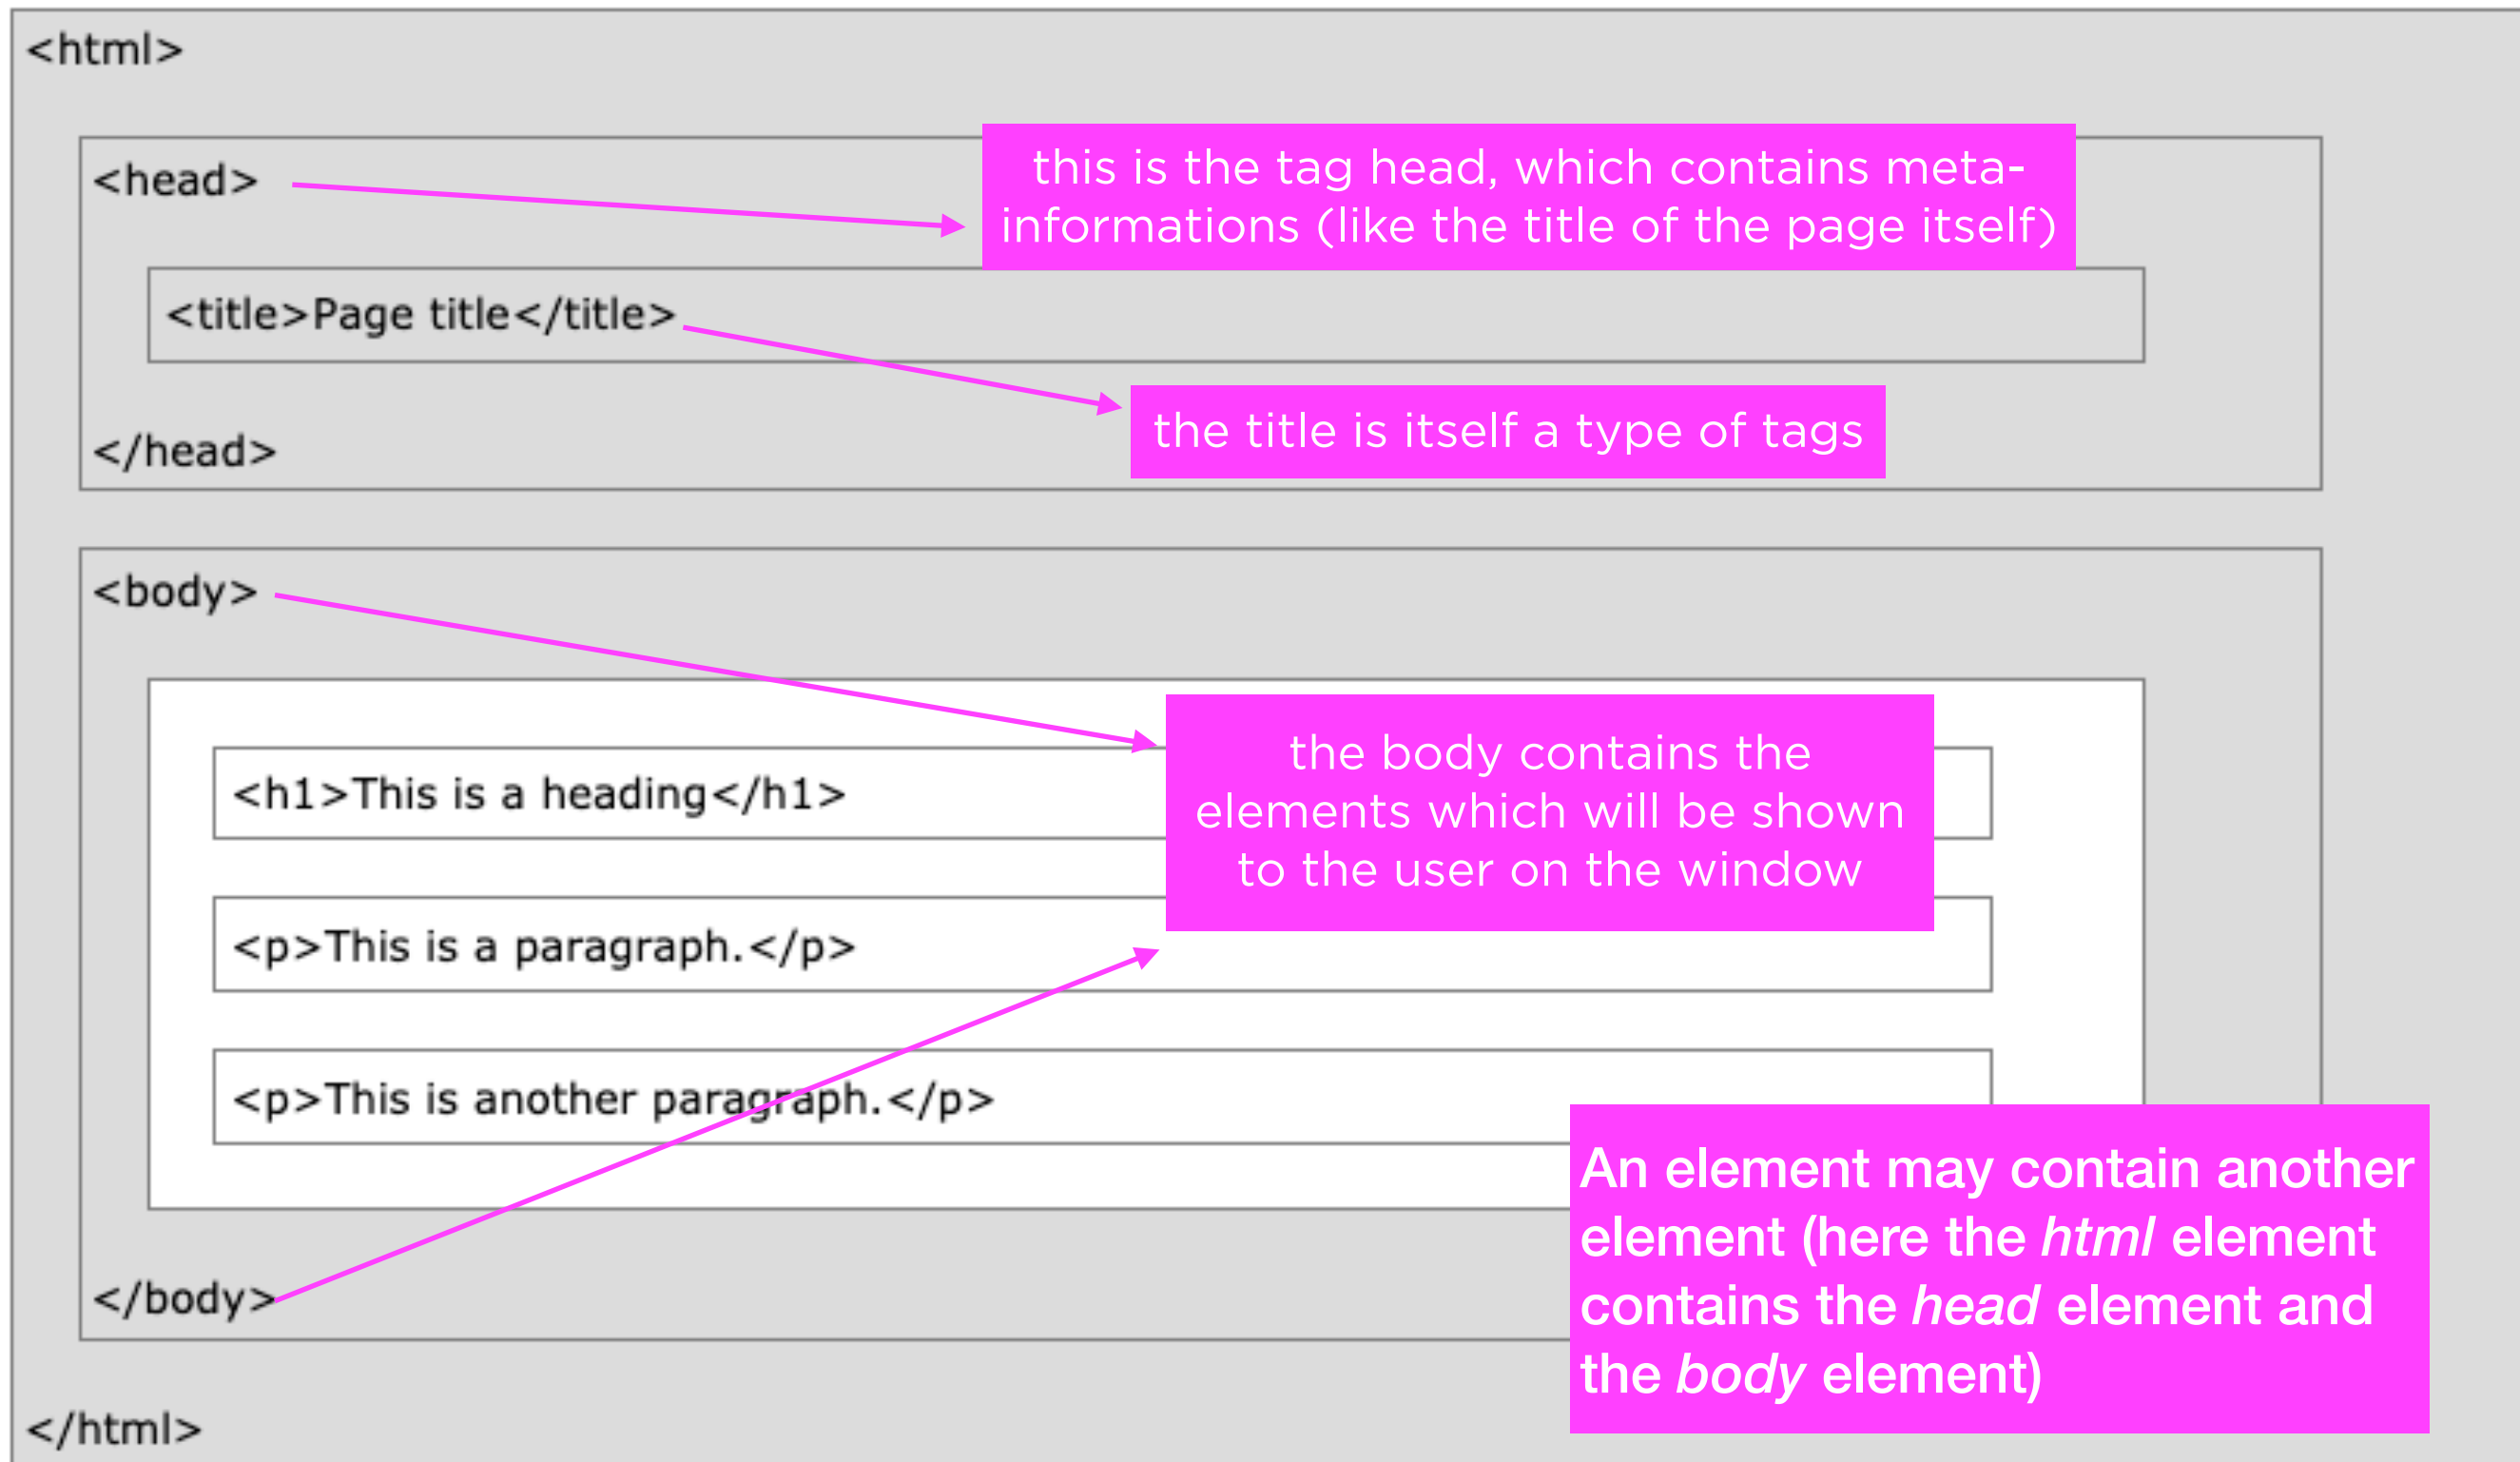 <html>
<head>
this is the tag head, which contains meta-
informations (like the title of the page itself)
<title>Page title</title>
the title is itself a type of tags
</head>
<body>
<h1>This is a heading</h1>
the body contains the
elements which will be shown
to the user on the window
<p>This is a paragraph.</p>
<p>This is another paragraph.</p>
An element may contain another
element (here the html element
contains the head element and
the body element)
</body>
</html>